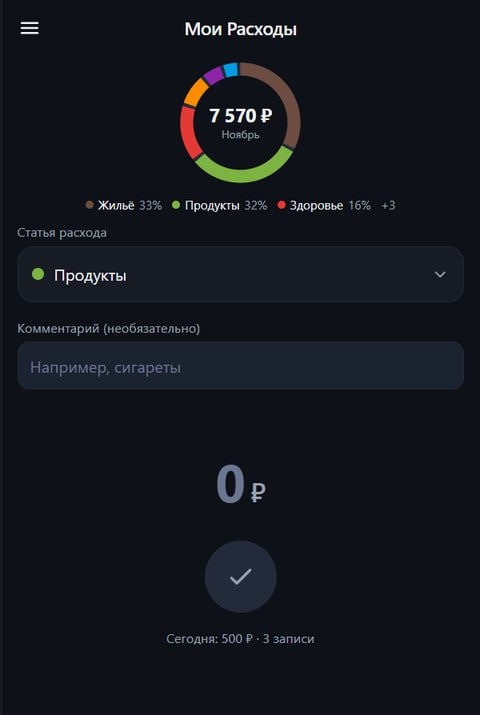 Мои Расходы
7 570 ₽
Ноябрь
Жильё 33% Продукты 32% Здоровье 16% +3
Статья расхода
Продукты
Комментарий (необязательно)
Например, сигареты
0 ₽
Сегодня: 500 ₽ · 3 записи